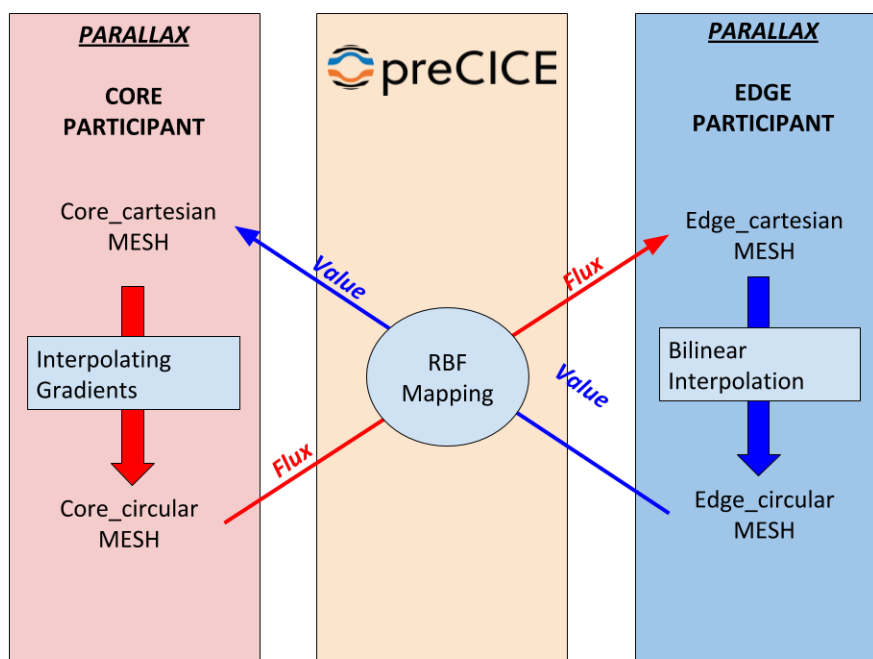 PARALLAX
CORE
PARTICIPANT
Core_cartesian
MESH
Interpolating
Gradients
Core_circular
MESH
preCICE
Value
Flux
RBF
Mapping
Value
Flux
PARALLAX
EDGE
PARTICIPANT
Edge_cartesian
MESH
Bilinear
Interpolation
Edge_circular
MESH